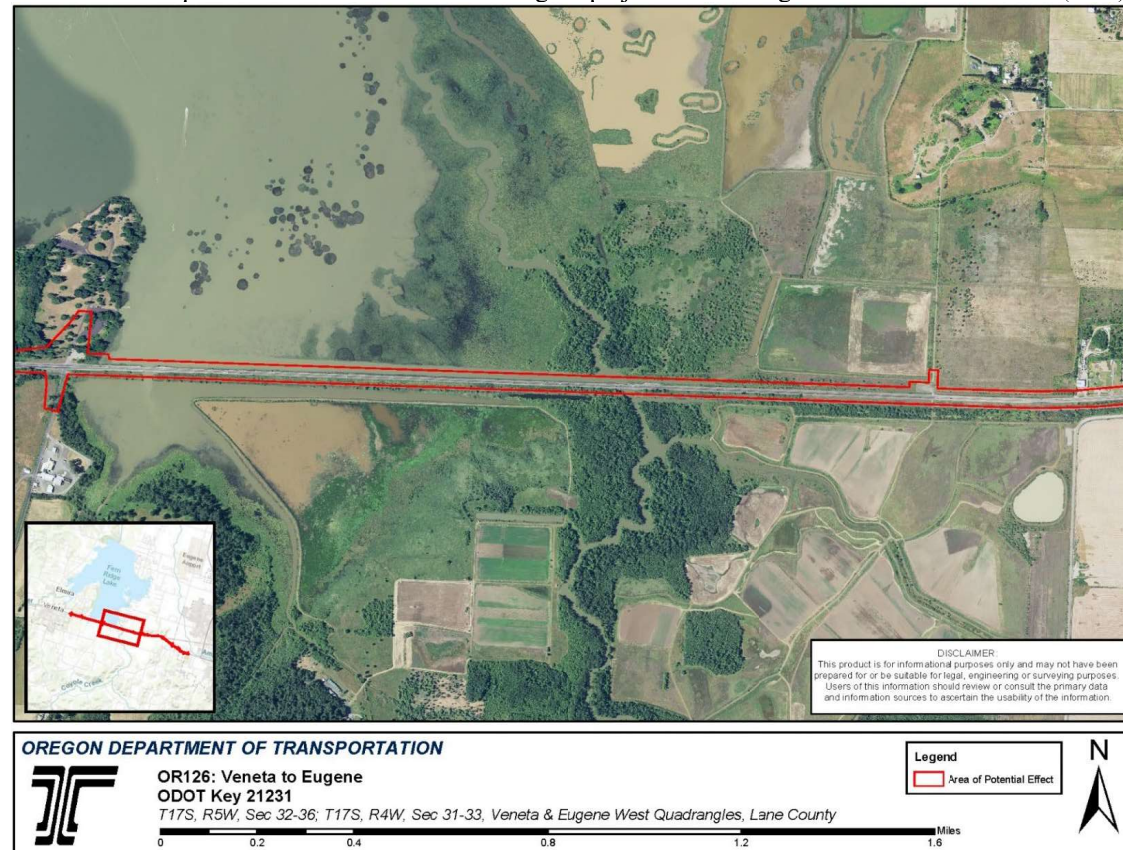 Fern
Ridge
Lake
Eugene
Airport
Elmira
Veneta
Coyote Creek
DISCLAIMER:
This product is for informational purposes only and may not have been
prepared for or be suitable for legal, engineering or surveying purposes.
Users of this information should review or consult the primary data
and information sources to ascertain the usability of the information.
OREGON DEPARTMENT OF TRANSPORTATION
OR126: Veneta to Eugene
ODOT Key 21231
T17S, R5W, Sec 32-36; T17S, R4W, Sec 31-33, Veneta & Eugene West Quadrangles, Lane County
Legend
Area of Potential Effect
N
Miles
0 0.2 0.4 0.8 1.2 1.6